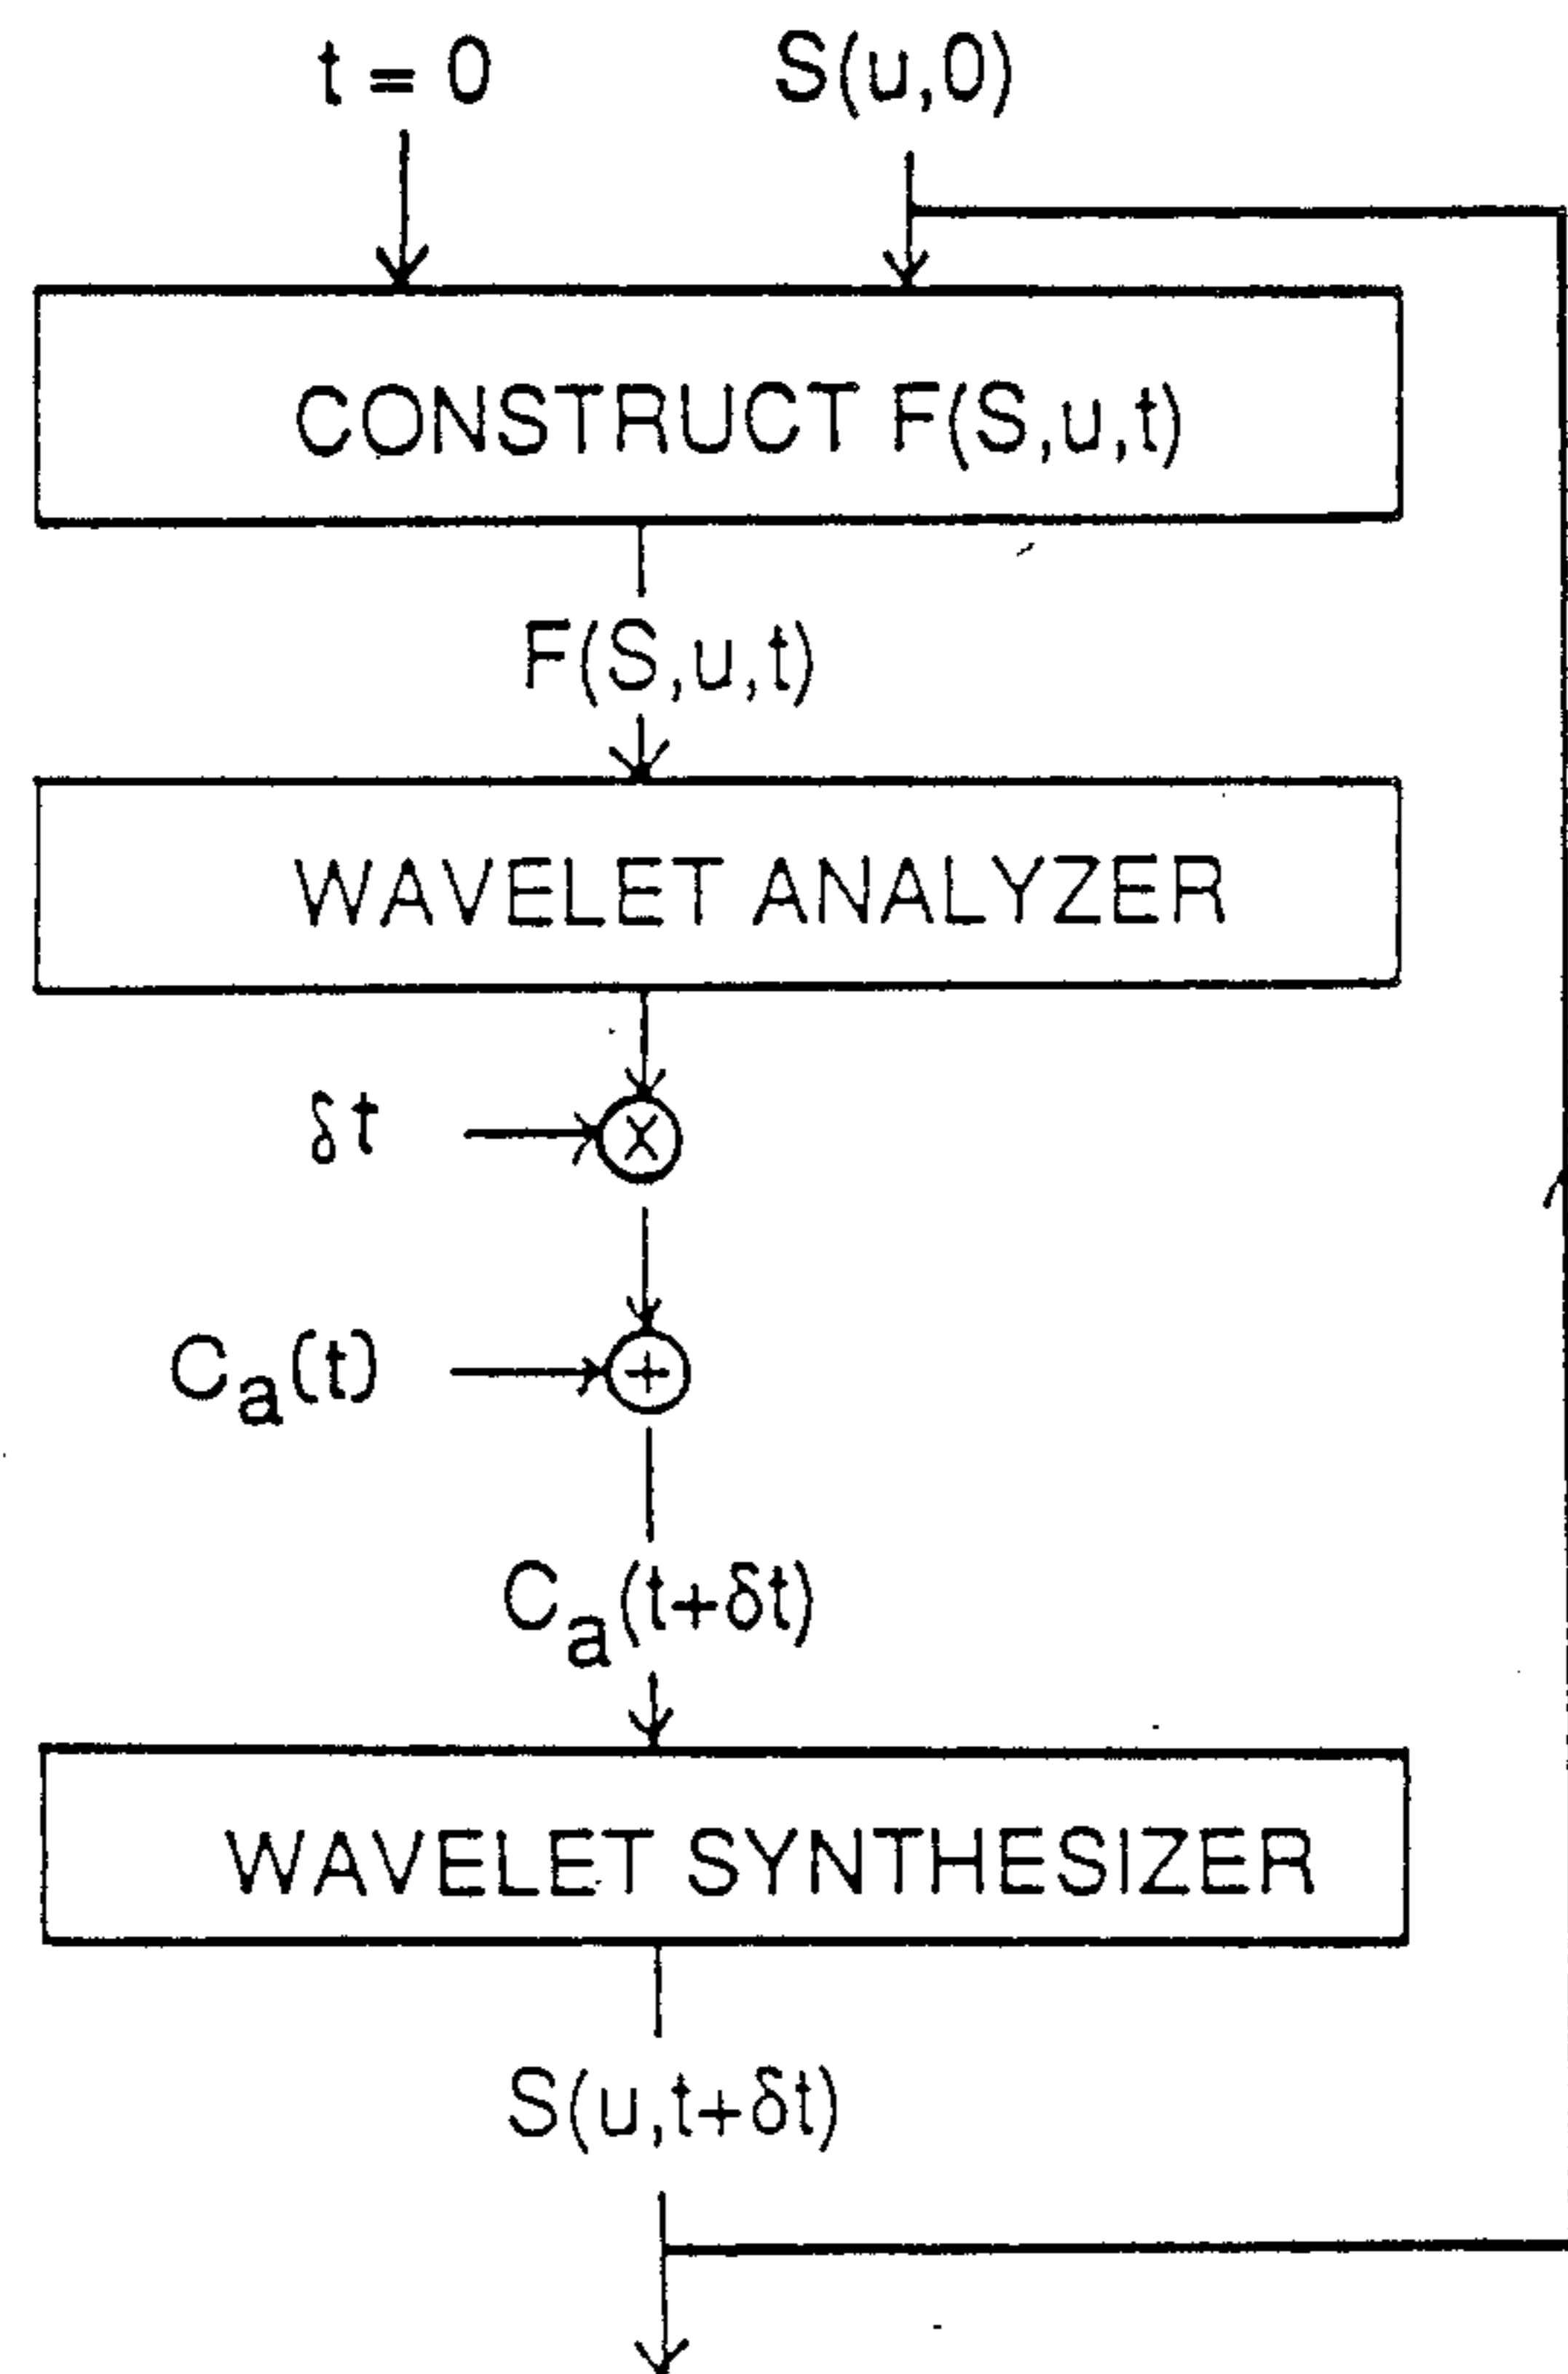 t = 0
S(u,0)
CONSTRUCT F(S,u,t)
F(S,u,t)
WAVELET ANALYZER
δt
X
+
Ca(t)
Ca(t+δt)
WAVELET SYNTHESIZER
S(u,t+δt)